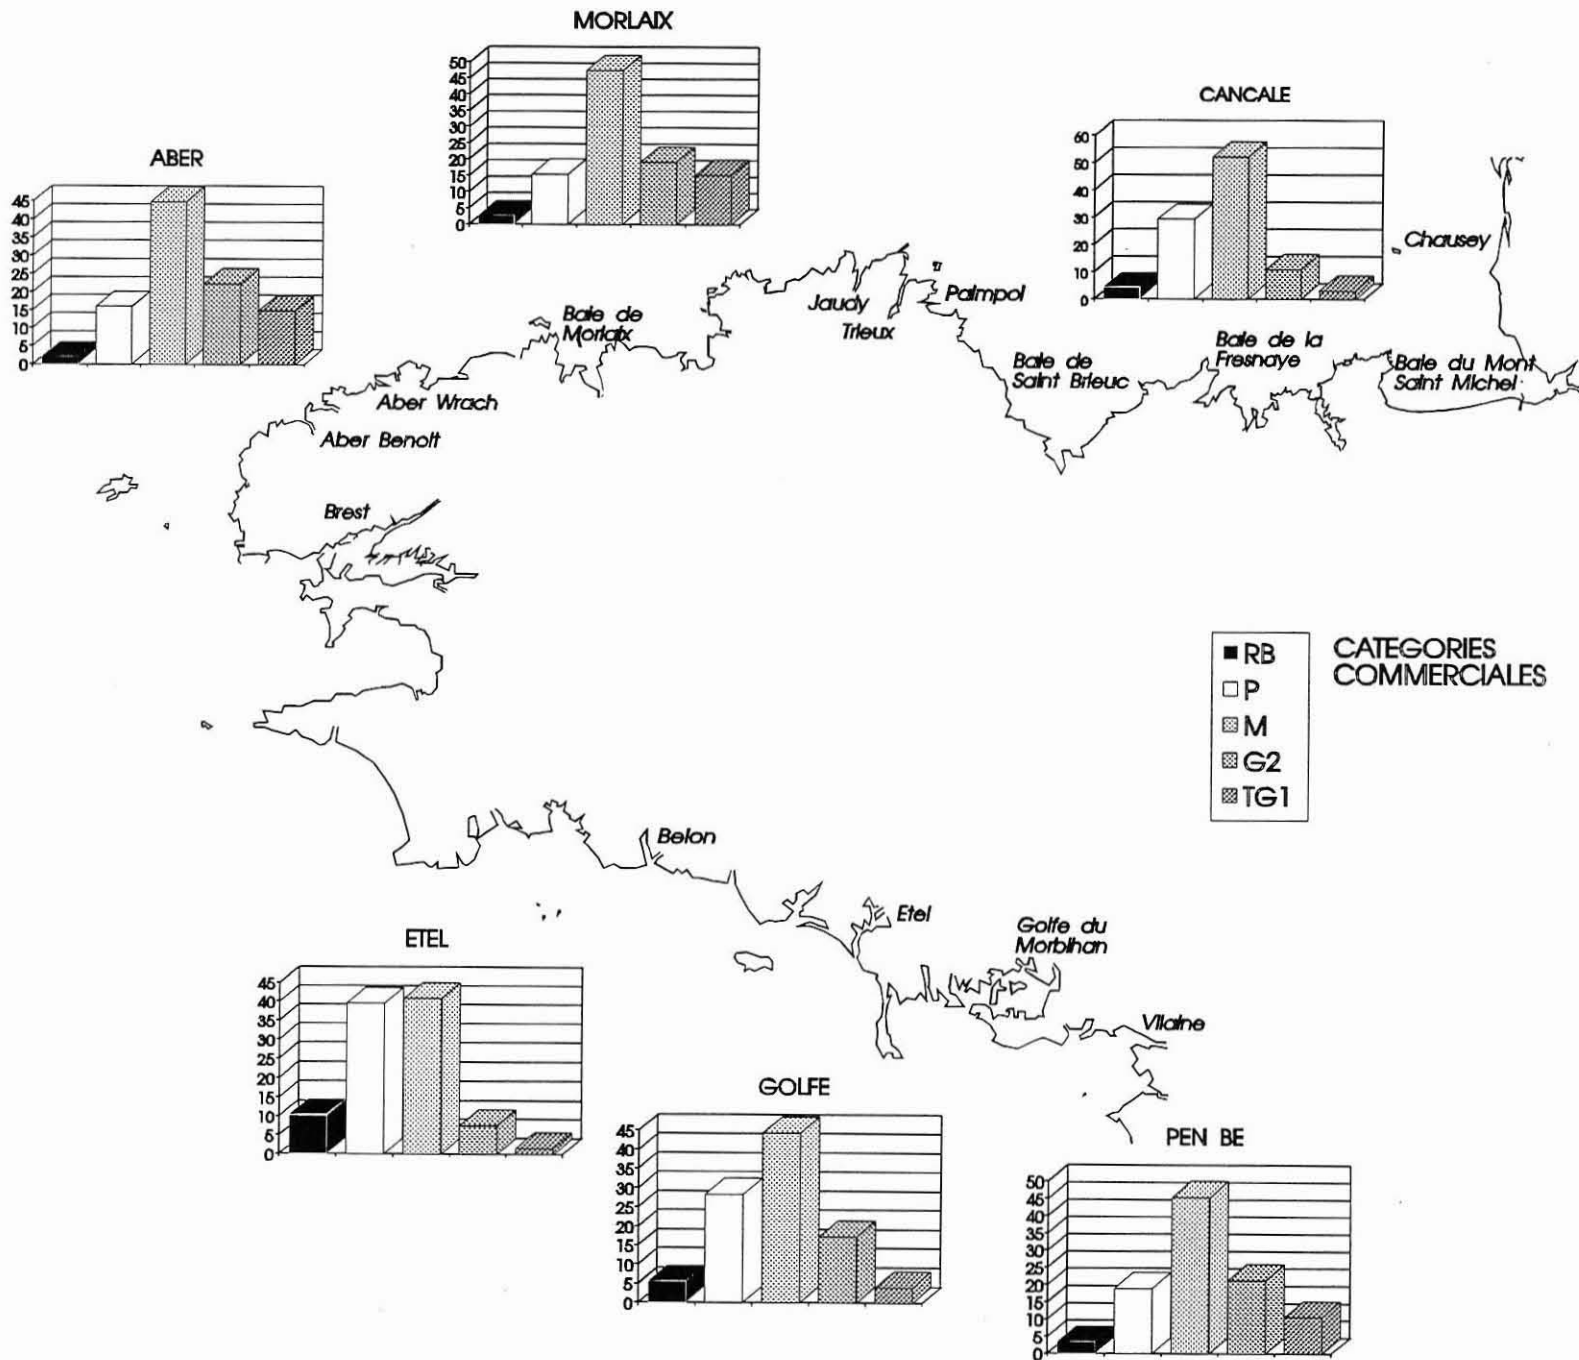 MORLAIX
50
45
40
35
30
25
20
15
10
5
0
CANCALE
60
50
40
30
20
10
0
ABER
45
40
35
30
25
20
15
10
5
0
Chausey
Jaudy
Trieux
Paimpol
Baie de
Morlaix
Baie de
Saint Brieuc
Baie de la
Fresnaye
Baie du Mont
Saint Michel
Aber Wrach
Aber Benoit
Brest
RB
P
M
G2
TG1
CATEGORIES
COMMERCIALES
Belon
Etel
Golfe du
Morbihan
Vilaine
ETEL
45
40
35
30
25
20
15
10
5
0
GOLFE
45
40
35
30
25
20
15
10
5
0
PEN BE
50
45
40
35
30
25
20
15
10
5
0